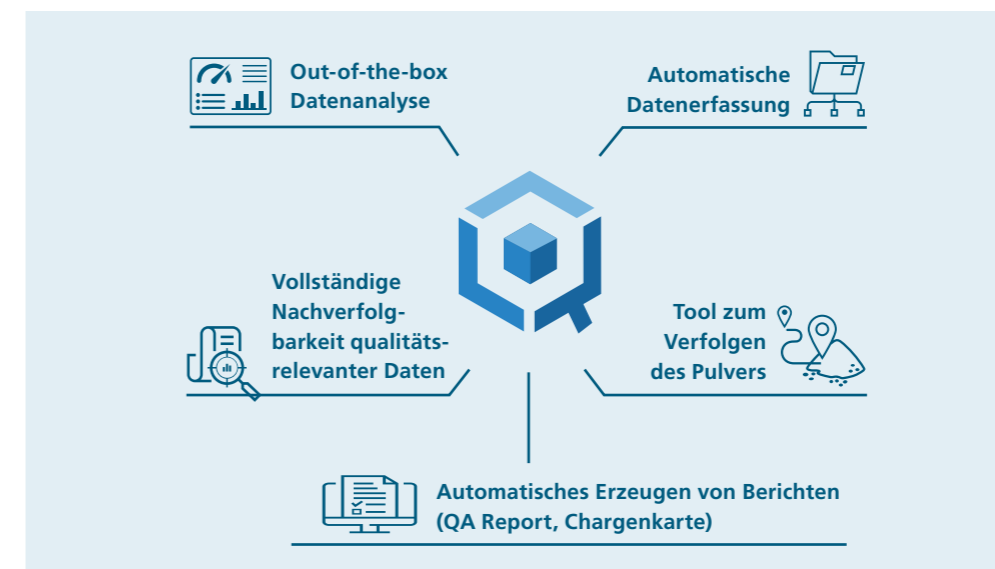 Out-of-the-box
Datenanalyse
Automatische
Datenerfassung
Vollständige
Nachverfolg-
barkeit qualitäts-
relevanter Daten
Tool zum
Verfolgen
des Pulvers
Automatisches Erzeugen von Berichten
(QA Report, Chargenkarte)